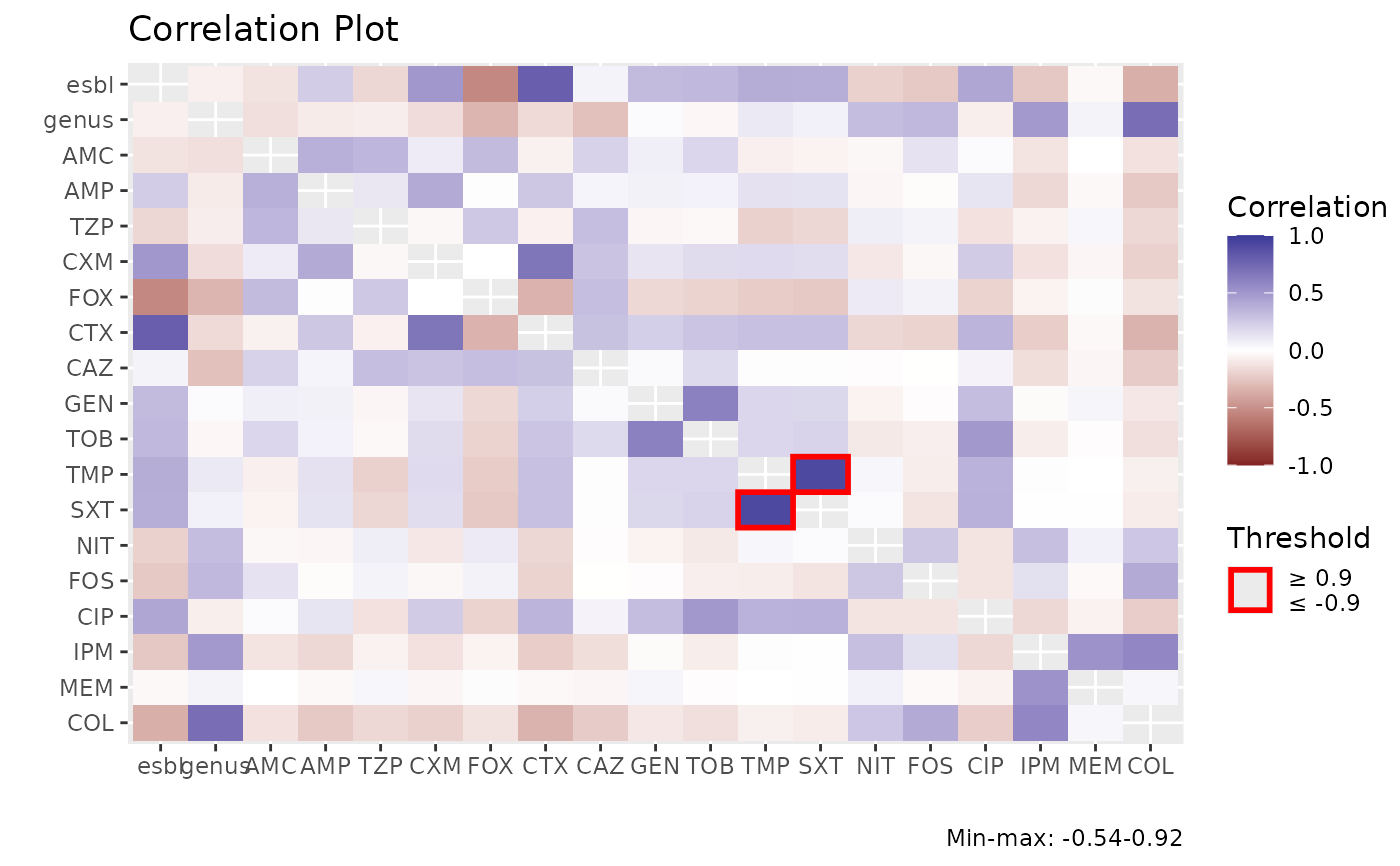 Correlation Plot
esbl
genus
AMC
AMP
TZP
CXM
FOX
CTX
CAZ
GEN
TOB
TMP
SXT
NIT
FOS
CIP
IPM
MEM
COL
esbl genus AMC AMP TZP CXM FOX CTX CAZ GEN TOB TMP SXT NIT FOS CIP IPM MEM COL
Correlation
1.0
0.5
0.0
-0.5
-1.0
Threshold
≥ 0.9
≤ -0.9
Min-max: -0.54-0.92